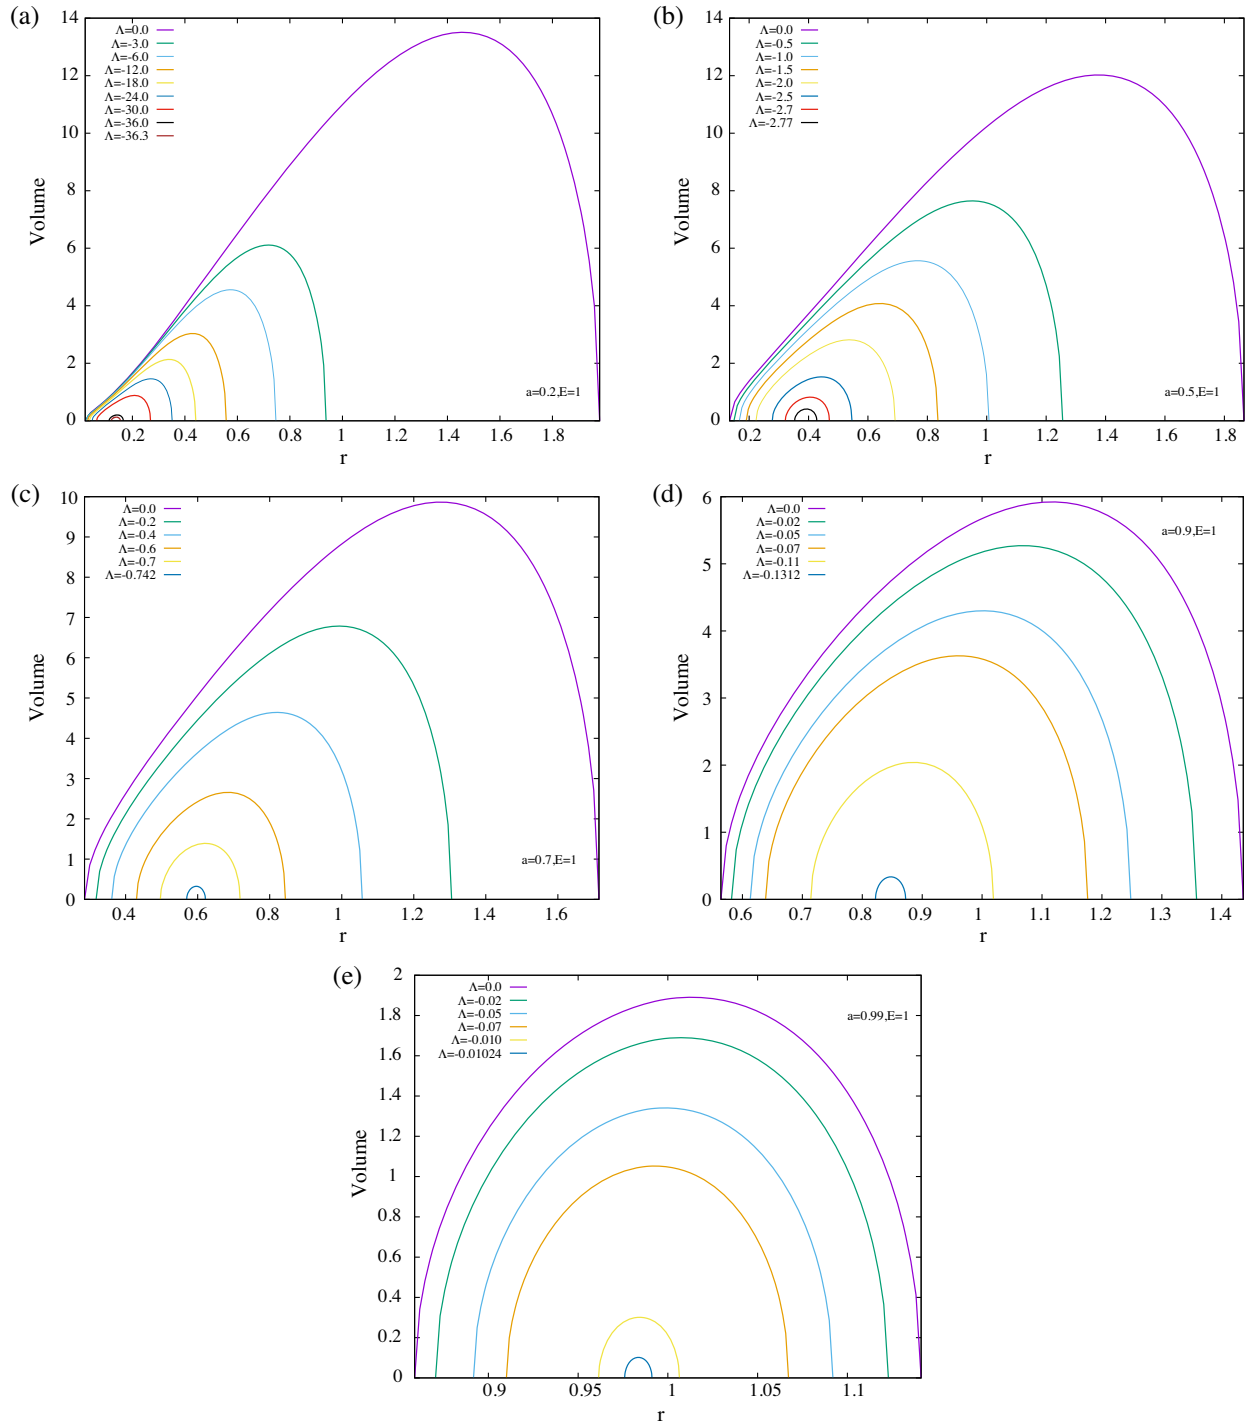 (a)
14
12
10
8
6
4
2
0
Volume
Λ=0.0
Λ=-3.0
Λ=-6.0
Λ=-12.0
Λ=-18.0
Λ=-24.0
Λ=-30.0
Λ=-36.0
Λ=-36.3
a=0.2,E=1
0.2 0.4 0.6 0.8 1 1.2 1.4 1.6 1.8
r
(b)
14
12
10
8
6
4
2
0
Volume
Λ=0.0
Λ=-0.5
Λ=-1.0
Λ=-1.5
Λ=-2.0
Λ=-2.5
Λ=-2.7
Λ=-2.77
a=0.5,E=1
0.2 0.4 0.6 0.8 1 1.2 1.4 1.6 1.8
r
(c)
10
9
8
7
6
5
4
3
2
1
0
Volume
Λ=0.0
Λ=-0.2
Λ=-0.4
Λ=-0.6
Λ=-0.7
Λ=-0.742
a=0.7,E=1
0.4 0.6 0.8 1 1.2 1.4 1.6
r
(d)
6
5
4
3
2
1
0
Volume
Λ=0.0
Λ=-0.02
Λ=-0.05
Λ=-0.07
Λ=-0.11
Λ=-0.1312
a=0.9,E=1
0.6 0.7 0.8 0.9 1 1.1 1.2 1.3 1.4
r
(e)
2
1.8
1.6
1.4
1.2
1
0.8
0.6
0.4
0.2
0
Volume
Λ=0.0
Λ=-0.02
Λ=-0.05
Λ=-0.07
Λ=-0.010
Λ=-0.01024
a=0.99,E=1
0.9 0.95 1 1.05 1.1
r